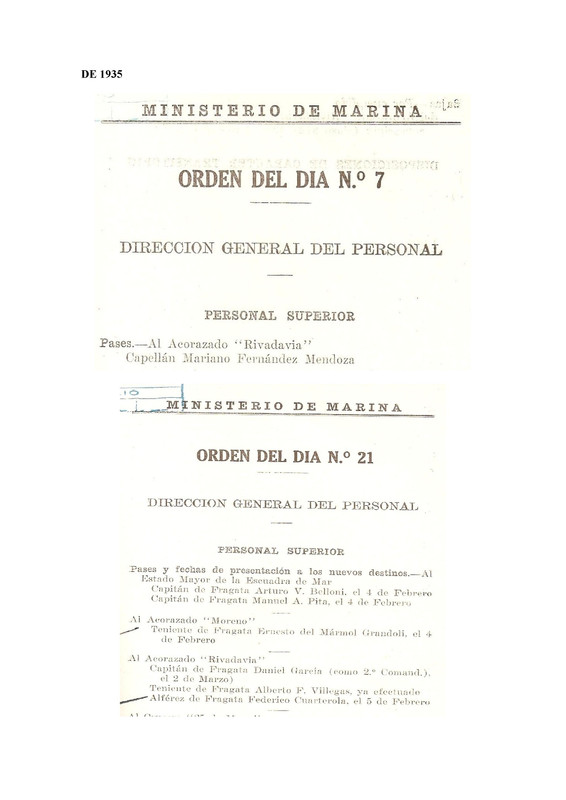 DE 1935
MINISTERIO DE MARINA
ORDEN DEL DIA N.º 7
DIRECCION GENERAL DEL PERSONAL
PERSONAL SUPERIOR
Pases.—Al Acorazado "Rivadavia"
Capellán Mariano Fernández Mendoza
10
MINISTERIO DE MARINA
ORDEN DEL DIA N.º 21
DIRECCION GENERAL DEL PERSONAL
PERSONAL SUPERIOR
Pases y fechas de presentación a los nuevos destinos.—Al
Estado Mayor de la Escuadra de Mar
Capitán de Fragata Arturo V. Belloni, el 4 de Febrero
Capitán de Fragata Manuel A. Pita, el 4 de Febrero
Al Acorazado "Moreno"
Teniente de Fragata Ernesto del Mármol Grandoli, el 4
de Febrero
Al Acorazado "Rivadavia"
Capitán de Fragata Daniel García (como 2.º Comand.),
el 2 de Marzo)
Teniente de Fragata Alberto F. Villegas, ya efectuado
Alférez de Fragata Federico Cuarterola, el 5 de Febrero